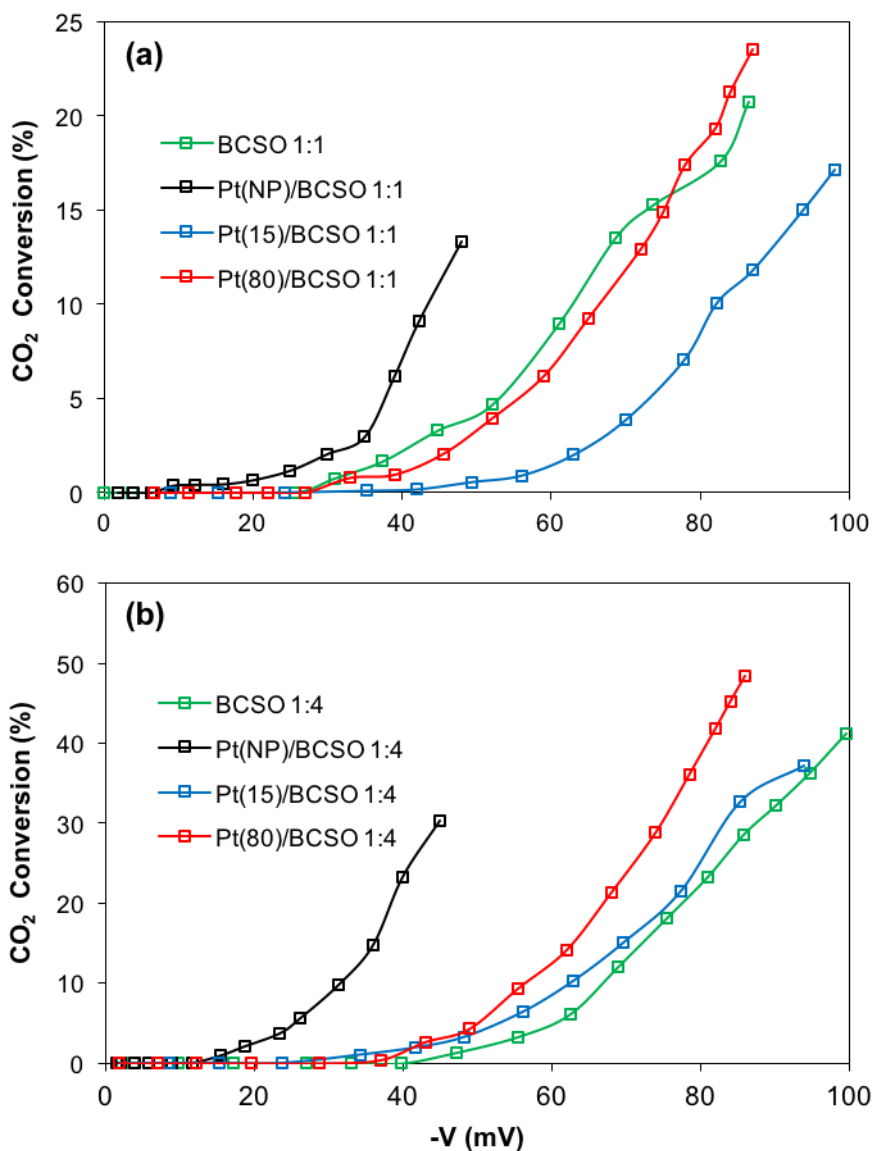 (a)
25
20
15
10
5
0
CO₂ Conversion (%)
BCSO 1:1
Pt(NP)/BCSO 1:1
Pt(15)/BCSO 1:1
Pt(80)/BCSO 1:1
0 20 40 60 80 100
(b)
60
50
40
30
20
10
0
CO₂ Conversion (%)
BCSO 1:4
Pt(NP)/BCSO 1:4
Pt(15)/BCSO 1:4
Pt(80)/BCSO 1:4
0 20 40 60 80 100
-V (mV)